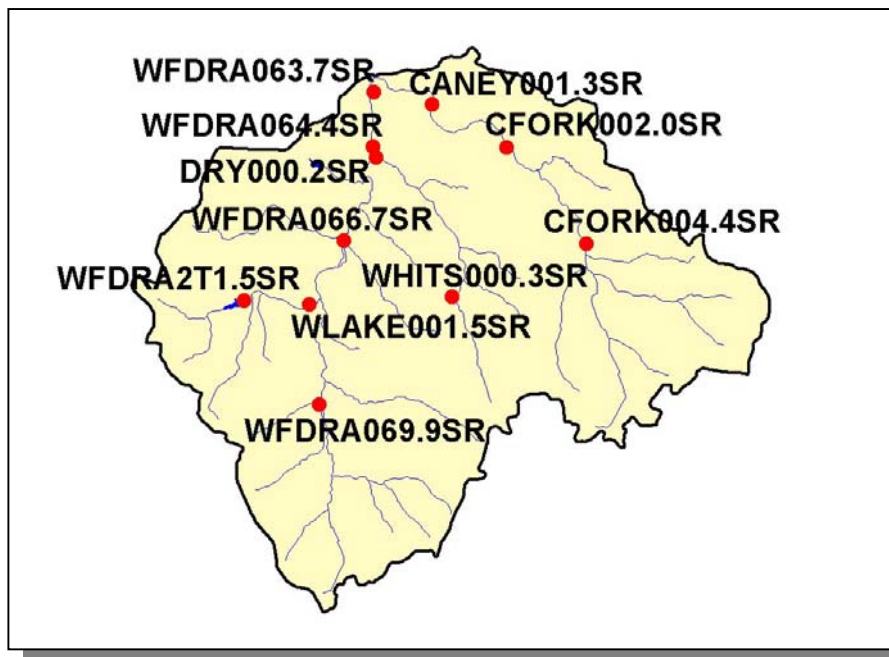 WFDRA063.7SR
CANEY001.3SR
WFDRA064.4SR
CFORK002.0SR
DRY000.2SR
WFDRA066.7SR
CFORK004.4SR
WFDRA2T1.5SR
WHITS000.3SR
WLAKE001.5SR
WFDRA069.9SR